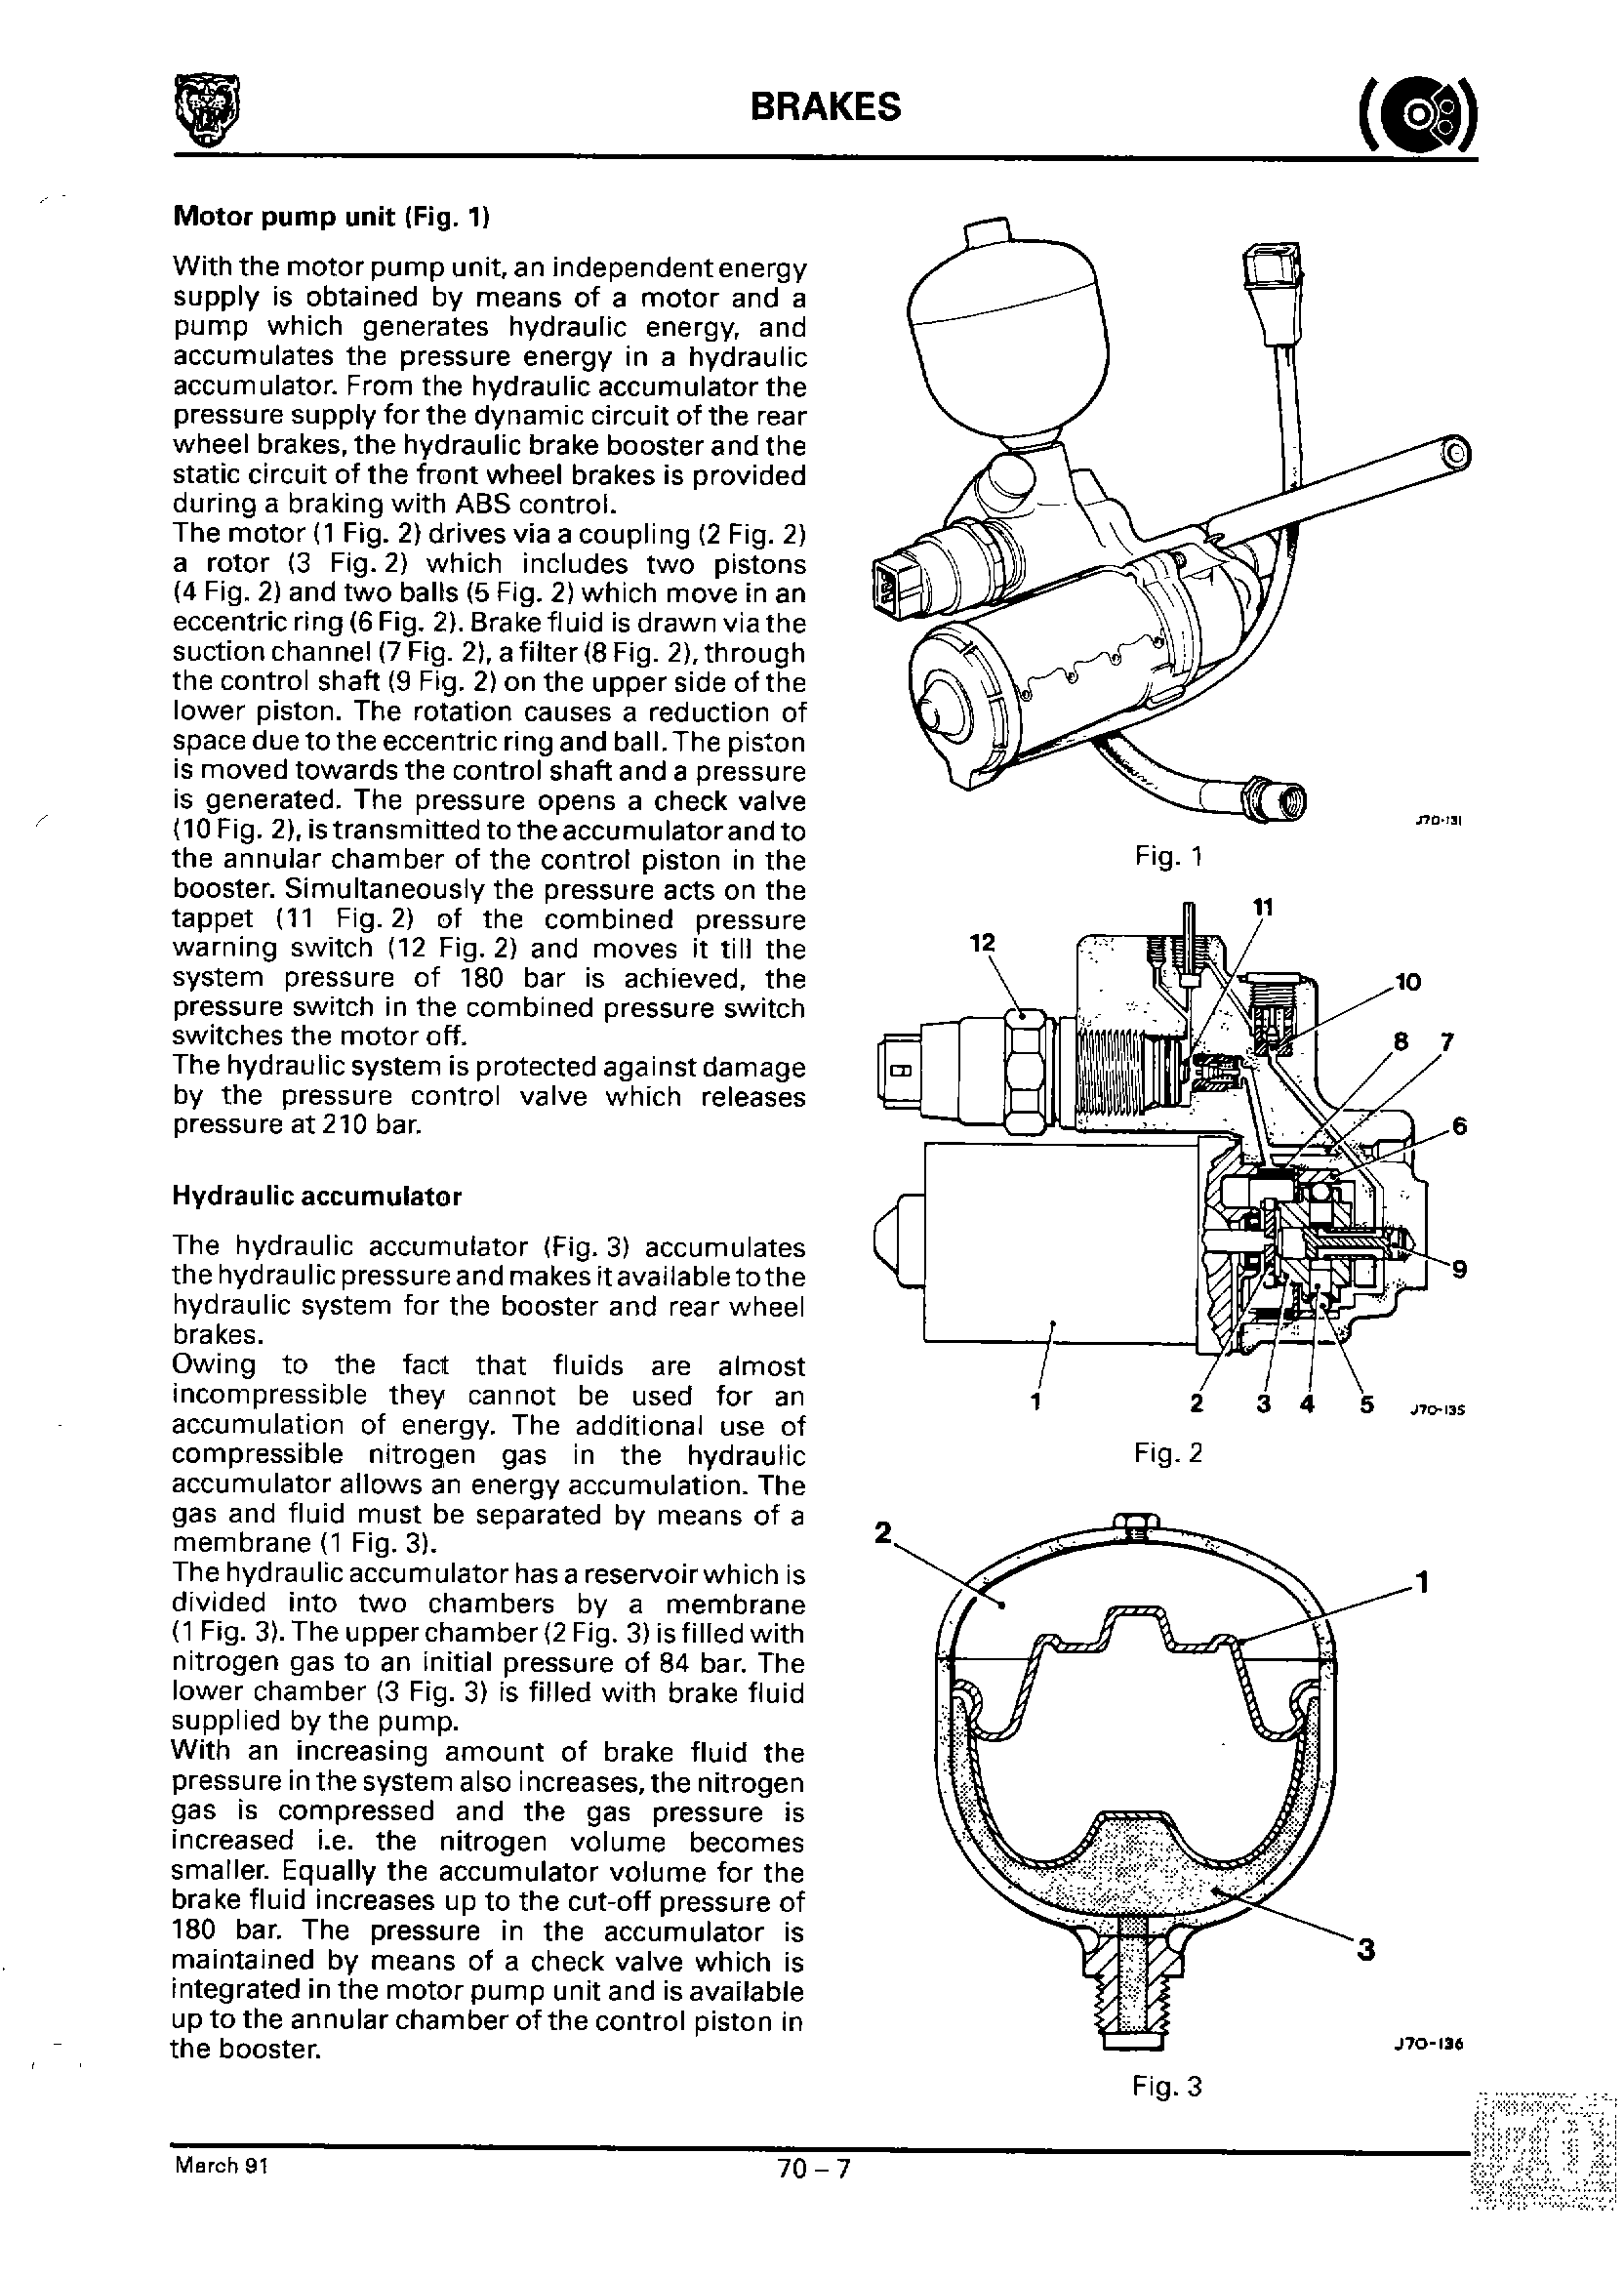 BRAKES
Motor pump unit (Fig. 1)
With the motor pump unit, an independent energy
supply is obtained by means of a motor and a
pump which generates hydraulic energy, and
accumulates the pressure energy in a hydraulic
accumulator. From the hydraulic accumulator the
pressure supply for the dynamic circuit of the rear
wheel brakes, the hydraulic brake booster and the
static circuit of the front wheel brakes is provided
during a braking with ABS control.
The motor (1 Fig. 2) drives via a coupling (2 Fig. 2)
a rotor (3 Fig. 2) which includes two pistons
(4 Fig. 2) and two balls (5 Fig. 2) which move in an
eccentric ring (6 Fig. 2). Brake fluid is drawn via the
suction channel (7 Fig. 2), a filter (8 Fig. 2), through
the control shaft (9 Fig. 2) on the upper side of the
lower piston. The rotation causes a reduction of
space due to the eccentric ring and ball. The piston
is moved towards the control shaft and a pressure
is generated. The pressure opens a check valve
(10 Fig. 2), is transmitted to the accumulator and to
the annular chamber of the control piston in the
booster. Simultaneously the pressure acts on the
tappet (11 Fig. 2) of the combined pressure
warning switch (12 Fig. 2) and moves it till the
system pressure of 180 bar is achieved, the
pressure switch in the combined pressure switch
switches the motor off.
The hydraulic system is protected against damage
by the pressure control valve which releases
pressure at 210 bar.
Hydraulic accumulator
The hydraulic accumulator (Fig. 3) accumulates
the hydraulic pressure and makes it available to the
hydraulic system for the booster and rear wheel
brakes.
Owing to the fact that fluids are almost
incompressible they cannot be used for an
accumulation of energy. The additional use of
compressible nitrogen gas in the hydraulic
accumulator allows an energy accumulation. The
gas and fluid must be separated by means of a
membrane (1 Fig. 3).
The hydraulic accumulator has a reservoir which is
divided into two chambers by a membrane
(1 Fig. 3). The upper chamber (2 Fig. 3) is filled with
nitrogen gas to an initial pressure of 84 bar. The
lower chamber (3 Fig. 3) is filled with brake fluid
supplied by the pump.
With an increasing amount of brake fluid the
pressure in the system also increases, the nitrogen
gas is compressed and the gas pressure is
increased i.e. the nitrogen volume becomes
smaller. Equally the accumulator volume for the
brake fluid increases up to the cut-off pressure of
180 bar. The pressure in the accumulator is
maintained by means of a check valve which is
integrated in the motor pump unit and is available
up to the annular chamber of the control piston in
the booster.
J70-131
Fig. 1
11
12
10
8 7
6
9
1 2 3 4 5 J70-135
Fig. 2
2
1
3
J70-136
Fig. 3
March 91
70 – 7
70